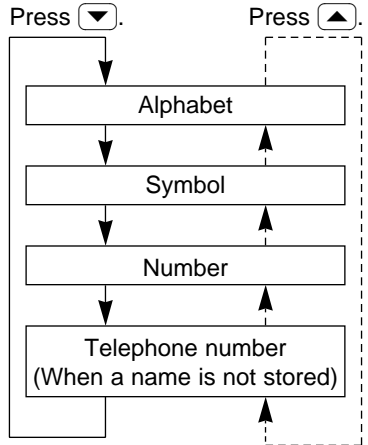 Press ▼. Press ▲.
Alphabet
Symbol
Number
Telephone number
(When a name is not stored)